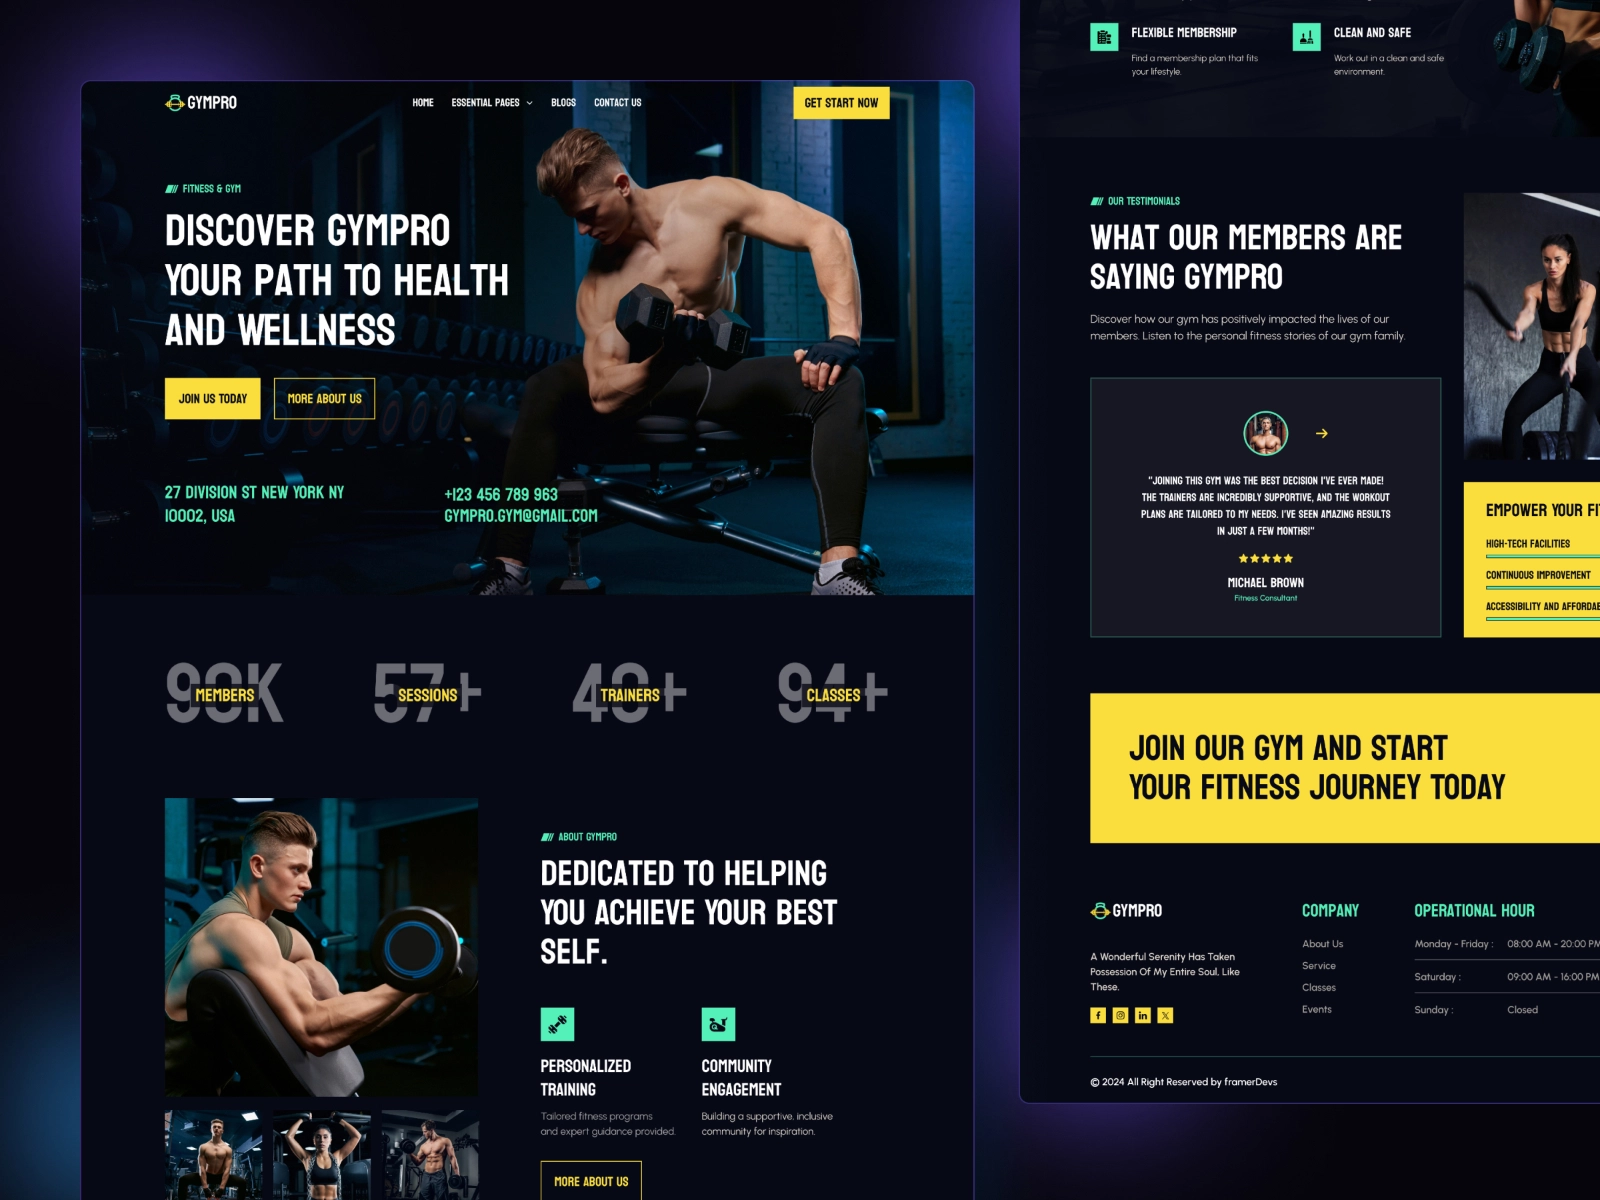 GYMPRO
HOME
ESSENTIAL PAGES
BLOGS
CONTACT US
GET START NOW
FITNESS & GYM
DISCOVER GYMPRO
YOUR PATH TO HEALTH
AND WELLNESS
JOIN US TODAY
MORE ABOUT US
27 DIVISION ST NEW YORK NY
10002, USA
+123 456 789 963
GYMPRO.GYM@GMAIL.COM
MEMBERS
57+
SESSIONS
TRAINERS
94+
CLASSES
ABOUT GYMPRO
DEDICATED TO HELPING
YOU ACHIEVE YOUR BEST
SELF.
PERSONALIZED
TRAINING
Tailored fitness programs
and expert guidance provided.
COMMUNITY
ENGAGEMENT
Building a supportive, inclusive
community for inspiration.
MORE ABOUT US
FLEXIBLE MEMBERSHIP
Find a membership plan that fits
your lifestyle.
CLEAN AND SAFE
Work out in a clean and safe
environment.
OUR TESTIMONIALS
WHAT OUR MEMBERS ARE
SAYING GYMPRO
Discover how our gym has positively impacted the lives of our
members. Listen to the personal fitness stories of our gym family.
"JOINING THIS GYM WAS THE BEST DECISION I'VE EVER MADE!
THE TRAINERS ARE INCREDIBLY SUPPORTIVE, AND THE WORKOUT
PLANS ARE TAILORED TO MY NEEDS. I'VE SEEN AMAZING RESULTS
IN JUST A FEW MONTHS!"
MICHAEL BROWN
Fitness Consultant
EMPOWER YOUR FI
HIGH-TECH FACILITIES
CONTINUOUS IMPROVEMENT
ACCESSIBILITY AND AFFORDAB
JOIN OUR GYM AND START
YOUR FITNESS JOURNEY TODAY
GYMPRO
A Wonderful Serenity Has Taken
Possession Of My Entire Soul, Like
These.
COMPANY
About Us
Service
Classes
Events
OPERATIONAL HOUR
Monday - Friday : 08:00 AM - 20:00 PM
Saturday : 09:00 AM - 16:00 PM
Sunday : Closed
© 2024 All Right Reserved by framerDevs